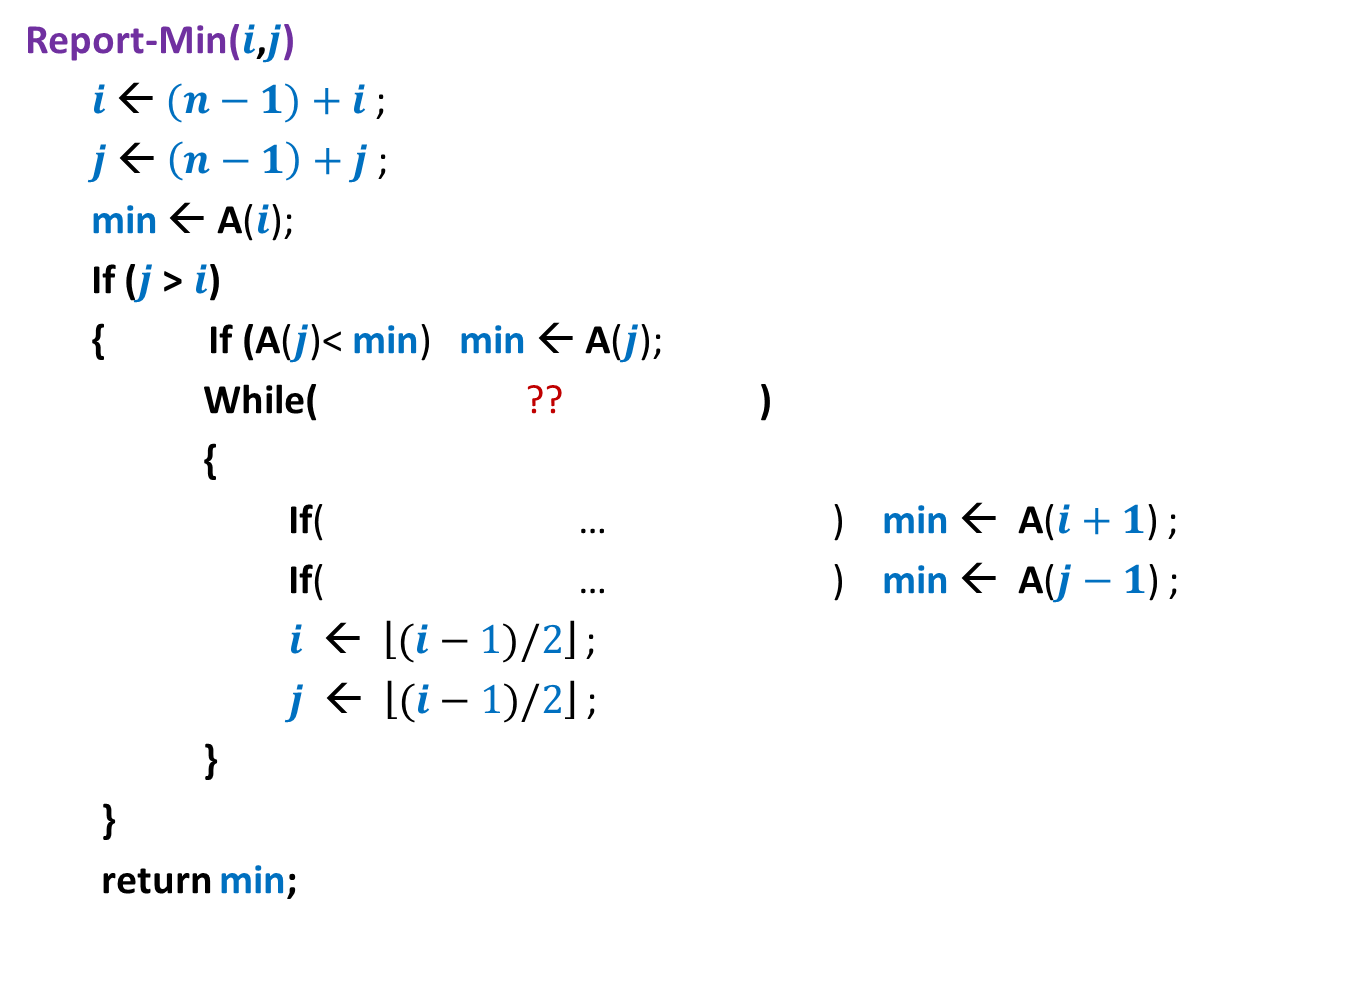 Report-Min(i,j)
i ← (n − 1) + i ;
j ← (n − 1) + j ;
min ← A(i);
If (j > i)
{ If (A(j)< min) min ← A(j);
While( ?? )
{
If( … ) min ← A(i + 1) ;
If( … ) min ← A(j − 1) ;
i ← ⌊(i − 1)/2⌋ ;
j ← ⌊(i − 1)/2⌋ ;
}
}
return min;